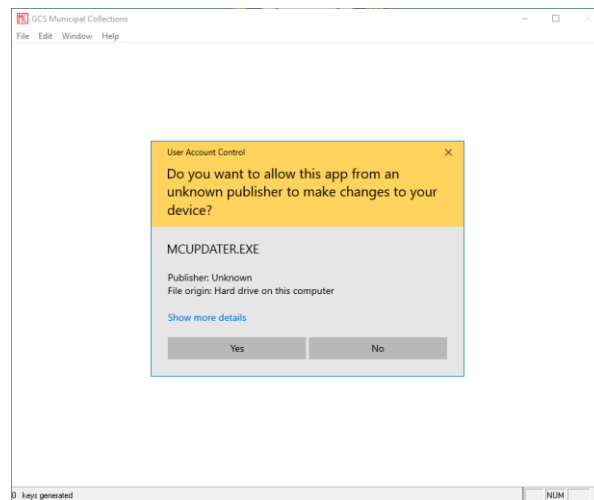 MC GCS Municipal Collections
File Edit Window Help
User Account Control
Do you want to allow this app from an
unknown publisher to make changes to your
device?
MCUPDATER.EXE
Publisher: Unknown
File origin: Hard drive on this computer
Show more details
Yes No
0 keys generated NUM